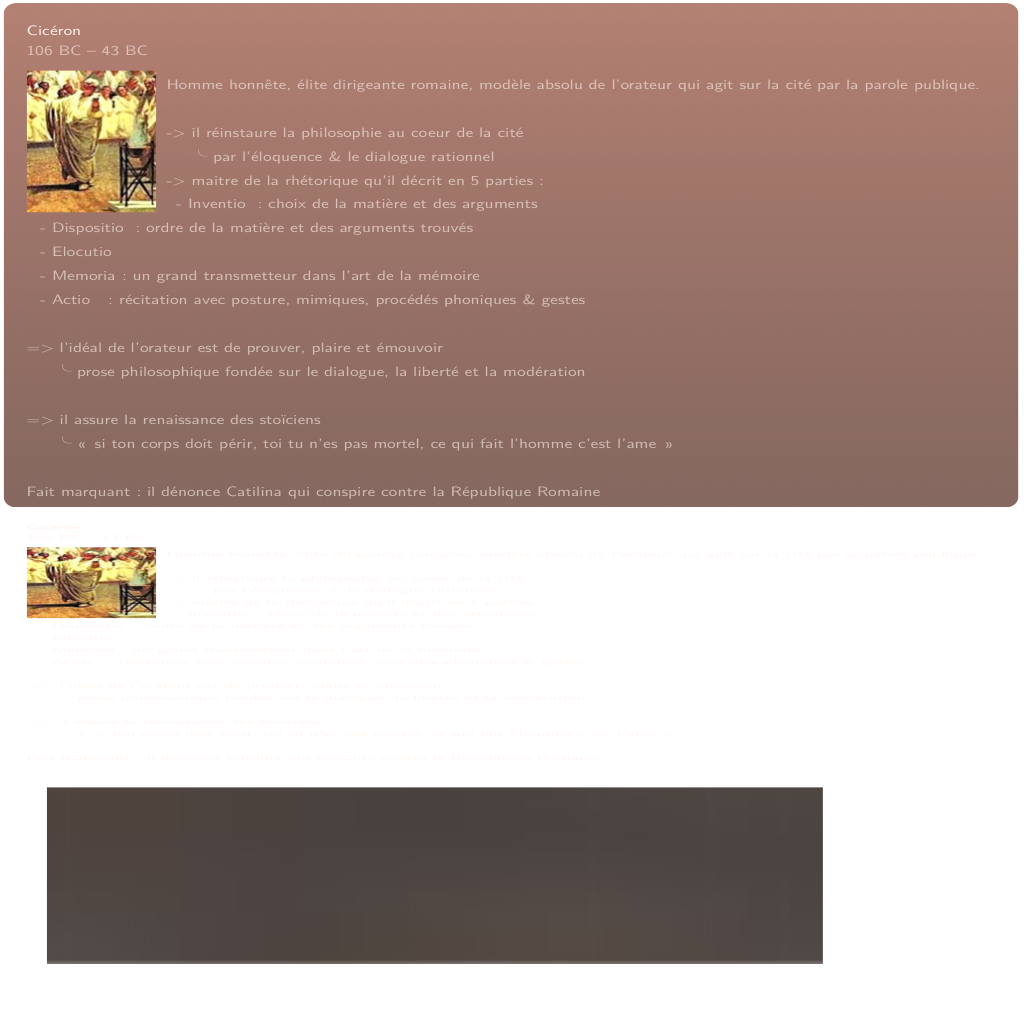 Cicéron
106 BC – 43 BC
Homme honnête, élite dirigeante romaine, modèle absolu de l'orateur qui agit sur la cité par la parole publique.
-> il réinstaure la philosophie au coeur de la cité
╰ par l'éloquence & le dialogue rationnel
-> maitre de la rhétorique qu'il décrit en 5 parties :
- Inventio : choix de la matière et des arguments
- Dispositio : ordre de la matière et des arguments trouvés
- Elocutio
- Memoria : un grand transmetteur dans l'art de la mémoire
- Actio : récitation avec posture, mimiques, procédés phoniques & gestes
=> l'idéal de l'orateur est de prouver, plaire et émouvoir
╰ prose philosophique fondée sur le dialogue, la liberté et la modération
=> il assure la renaissance des stoïciens
╰ « si ton corps doit périr, toi tu n'es pas mortel, ce qui fait l'homme c'est l'ame »
Fait marquant : il dénonce Catilina qui conspire contre la République Romaine